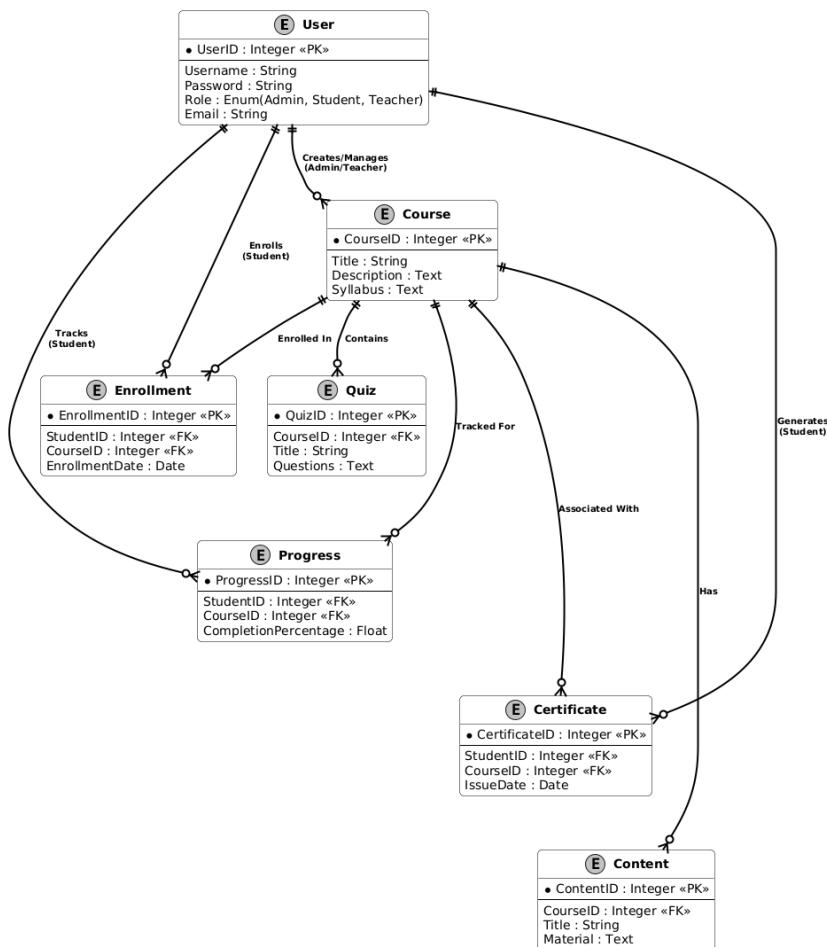 E User
* UserID : Integer «PK»
Username : String
Password : String
Role : Enum(Admin, Student, Teacher)
Email : String
Creates/Manages
(Admin/Teacher)
E Course
* CourseID : Integer «PK»
Title : String
Description : Text
Syllabus : Text
Enrolls
(Student)
Tracks
(Student)
Enrolled In
Contains
E Enrollment
* EnrollmentID : Integer «PK»
StudentID : Integer «FK»
CourseID : Integer «FK»
EnrollmentDate : Date
E Quiz
* QuizID : Integer «PK»
CourseID : Integer «FK»
Title : String
Questions : Text
Tracked For
Generates
(Student)
Associated With
E Progress
* ProgressID : Integer «PK»
StudentID : Integer «FK»
CourseID : Integer «FK»
CompletionPercentage : Float
Has
E Certificate
* CertificateID : Integer «PK»
StudentID : Integer «FK»
CourseID : Integer «FK»
IssueDate : Date
E Content
* ContentID : Integer «PK»
CourseID : Integer «FK»
Title : String
Material : Text